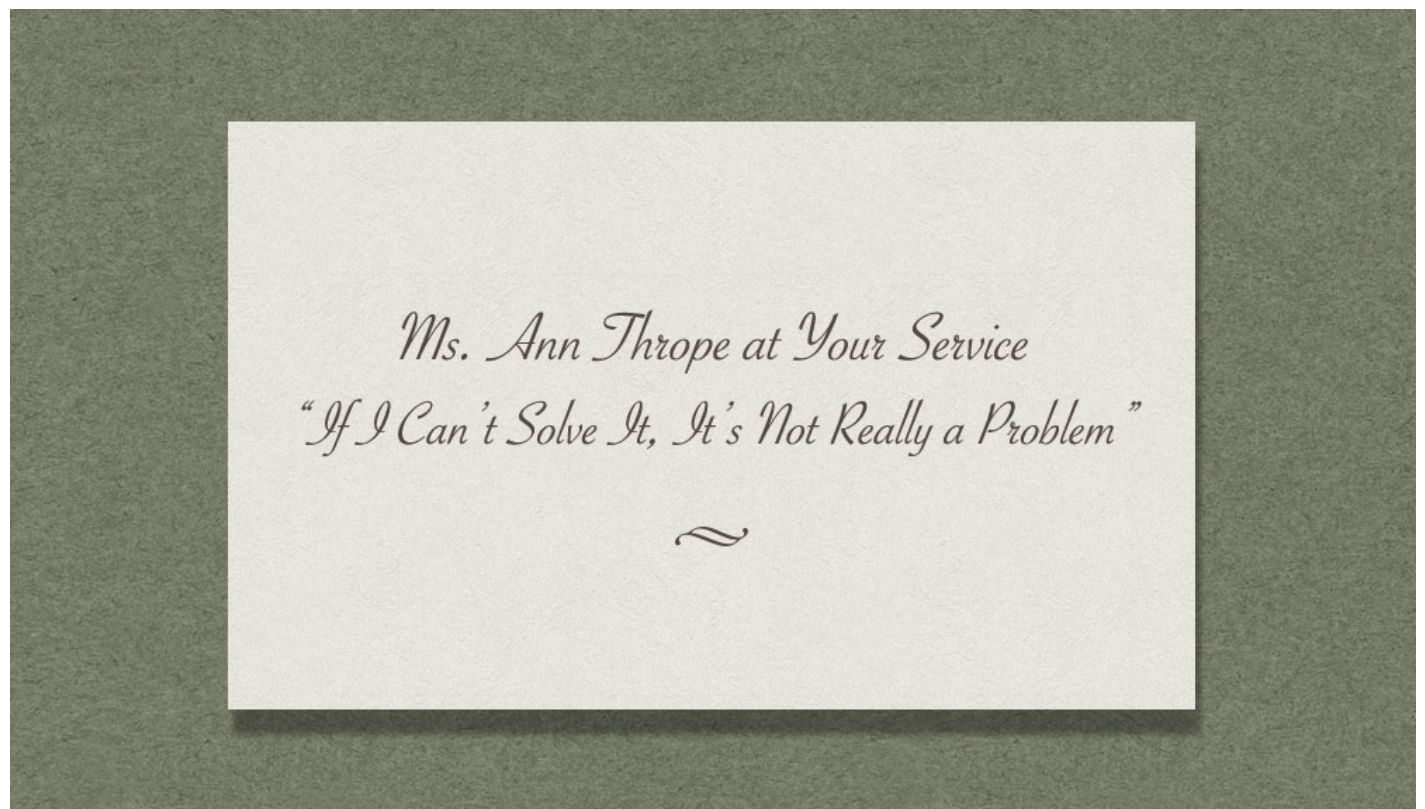 Ms. Ann Thrope at Your Service
“If I Can’t Solve It, It’s Not Really a Problem”